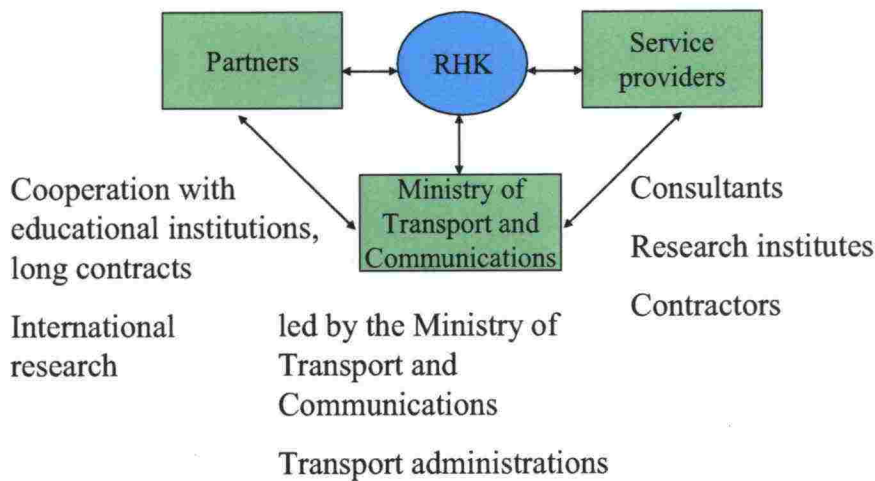 Partners
RHK
Service
providers
Ministry of
Transport and
Communications
Cooperation with
educational institutions,
long contracts
International
research
led by the Ministry of
Transport and
Communications
Transport administrations
Consultants
Research institutes
Contractors